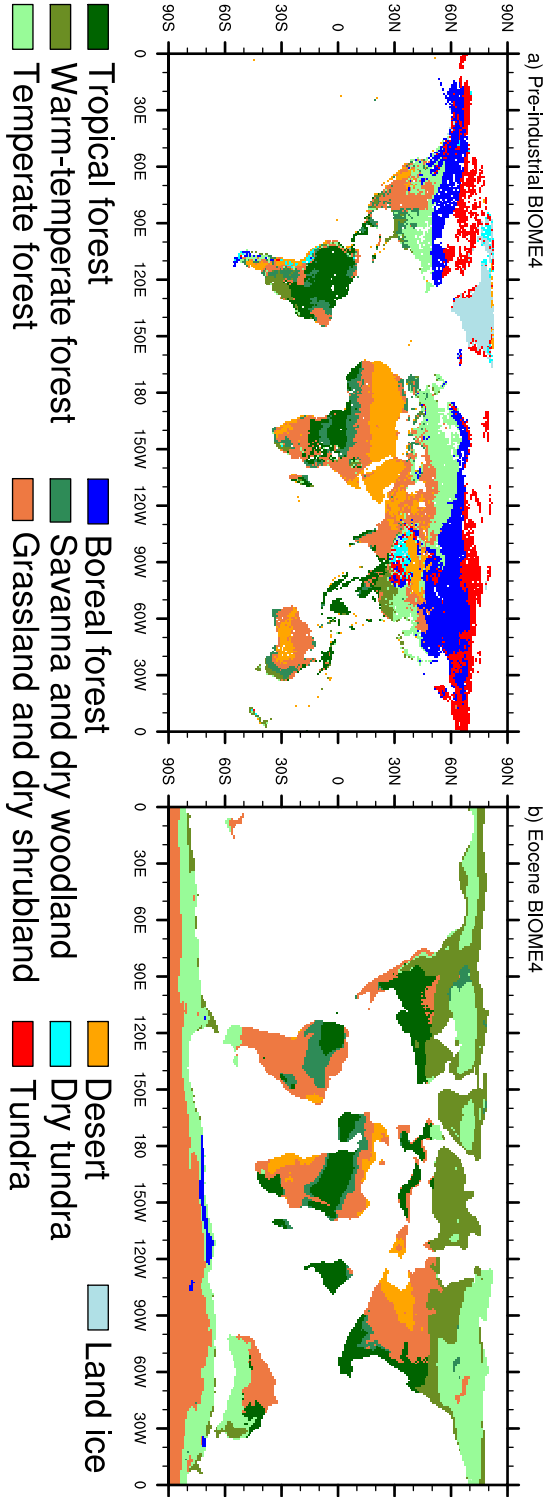 a) Pre-industrial BIOME4
90N
60N
30N
0
30S
60S
90S
0 30E 60E 90E 120E 150E 180 150W 120W 90W 60W 30W 0
b) Eocene BIOME4
90N
60N
30N
0
30S
60S
90S
0 30E 60E 90E 120E 150E 180 150W 120W 90W 60W 30W 0
Tropical forest Boreal forest Desert Land ice
Warm-temperate forest Savanna and dry woodland Dry tundra
Temperate forest Grassland and dry shrubland Tundra